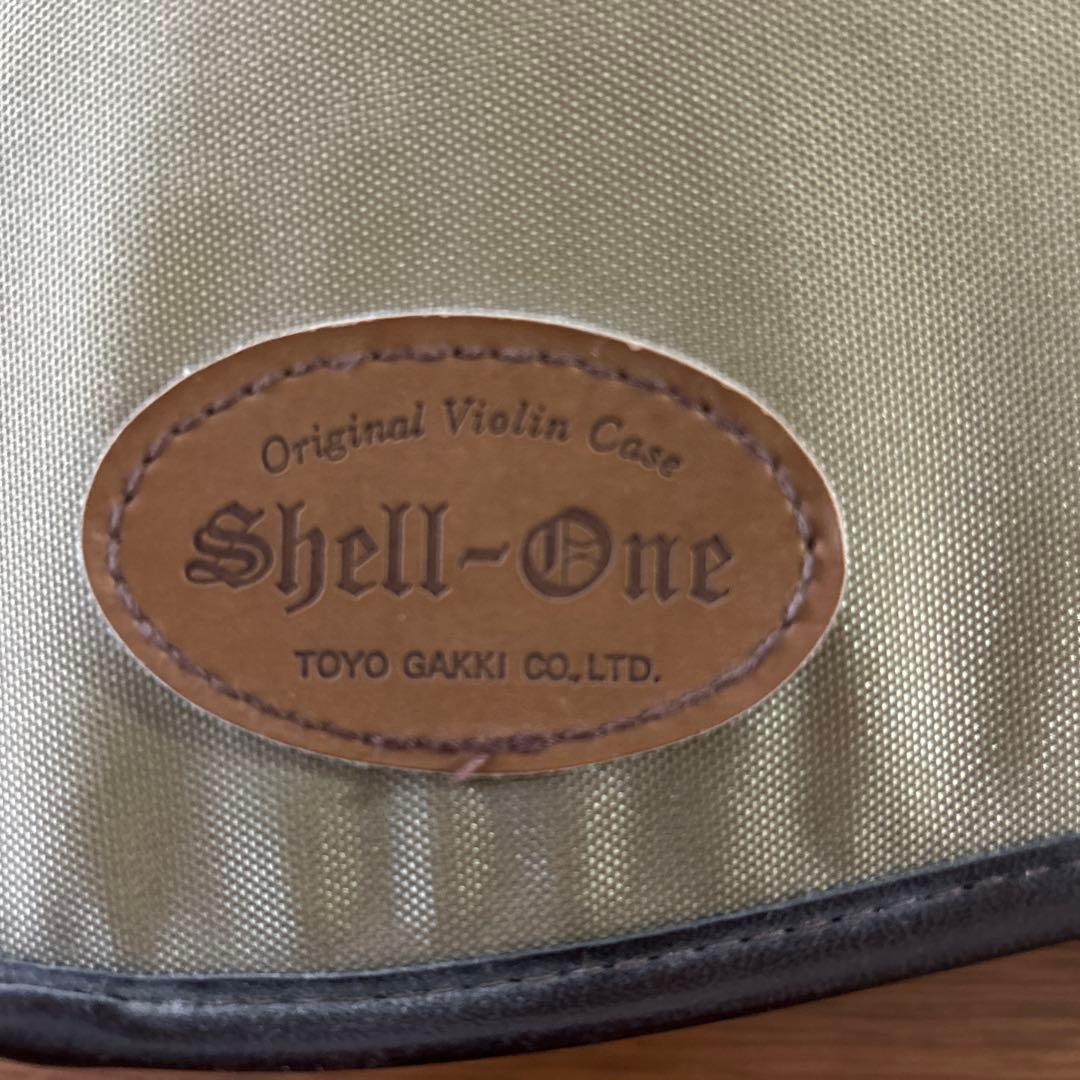 Original Violin Case
Shell-One
TOYO GAKKI CO., LTD.